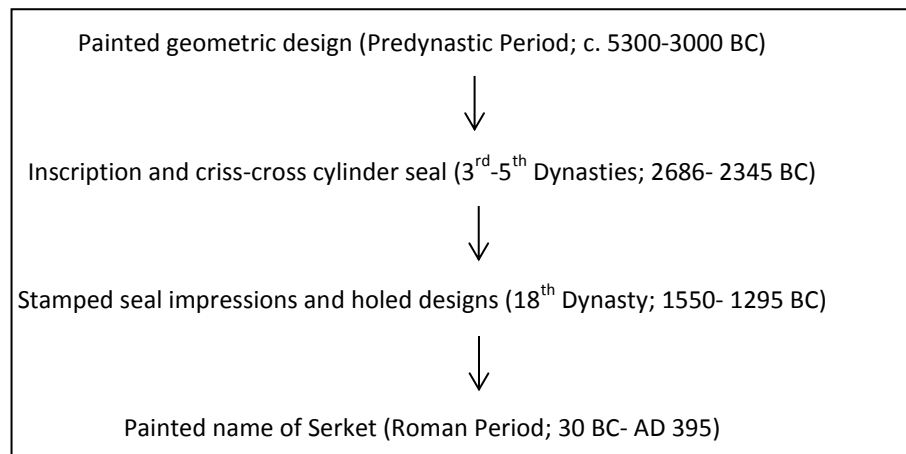 Painted geometric design (Predynastic Period; c. 5300-3000 BC)
Inscription and criss-cross cylinder seal (3rd-5th Dynasties; 2686- 2345 BC)
Stamped seal impressions and holed designs (18th Dynasty; 1550- 1295 BC)
Painted name of Serket (Roman Period; 30 BC- AD 395)